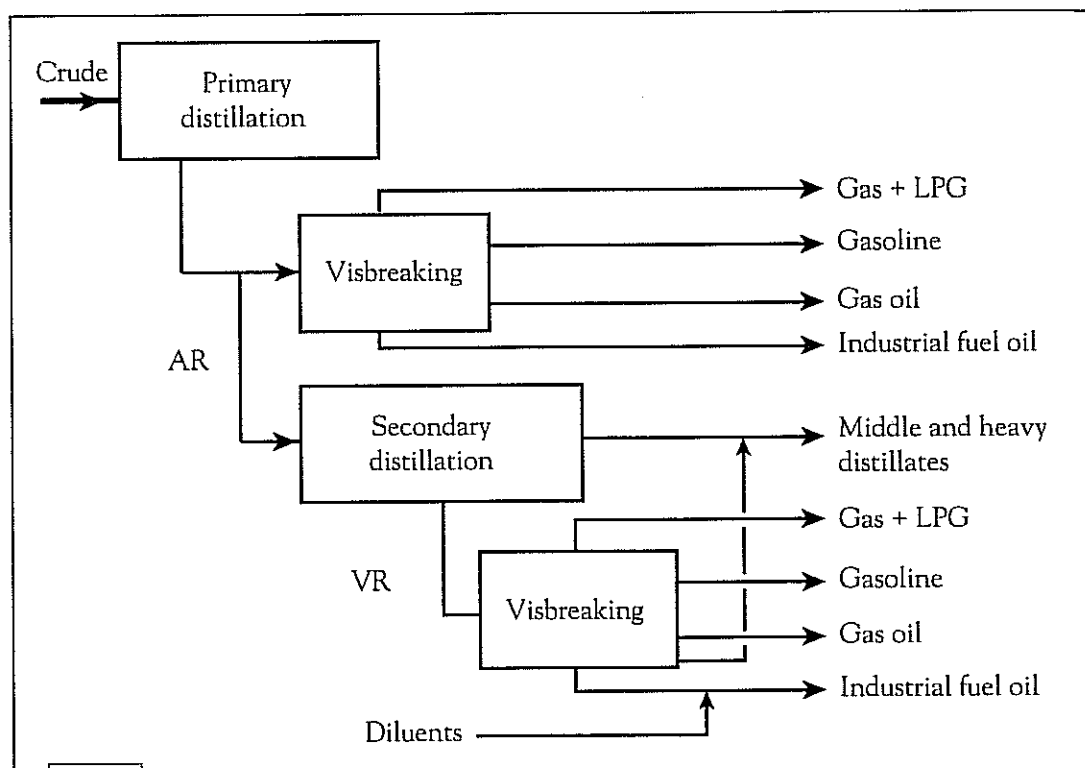 Crude
Primary
distillation
Gas + LPG
Gasoline
Visbreaking
Gas oil
Industrial fuel oil
AR
Secondary
distillation
Middle and heavy
distillates
Gas + LPG
VR
Gasoline
Visbreaking
Gas oil
Industrial fuel oil
Diluents